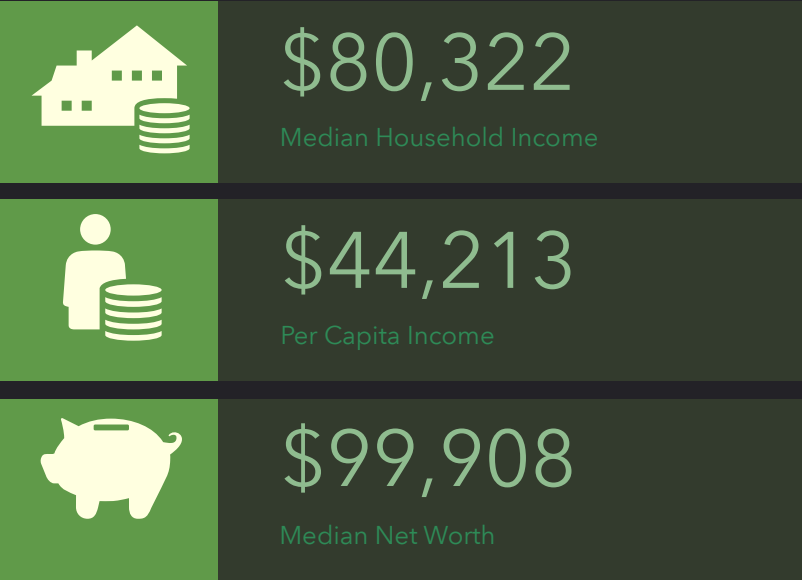 $80,322
Median Household Income
$44,213
Per Capita Income
$99,908
Median Net Worth